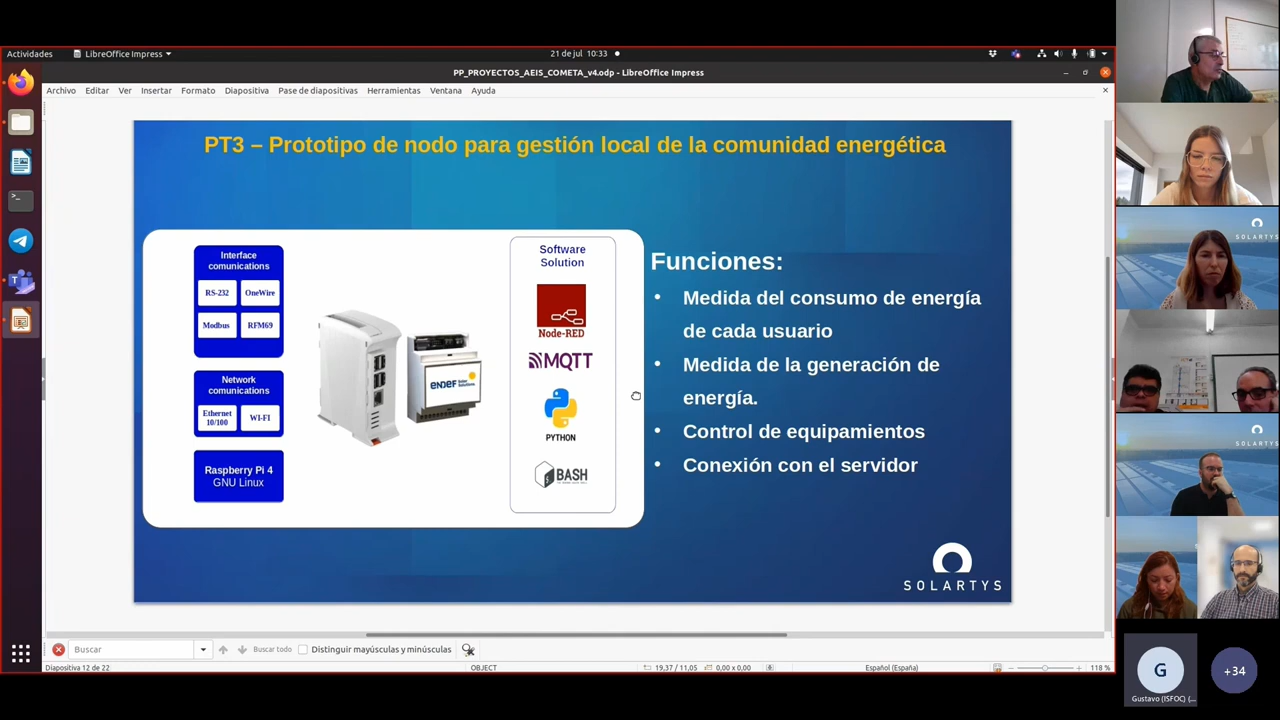 Actividades
LibreOffice Impress
21 de jul 10:33
PP_PROYECTOS_AEIS_COMETA_v4.odp - LibreOffice Impress
Archivo Editar Ver Insertar Formato Diapositiva Pase de diapositivas Herramientas Ventana Ayuda
PT3 – Prototipo de nodo para gestión local de la comunidad energética
Interface
comunications
RS-232 OneWire
Modbus RFM69
Network
comunications
Ethernet
10/100
WI-FI
Raspberry Pi 4
GNU Linux
ENDEF
Solar
Solutions
Software
Solution
Node-RED
MQTT
PYTHON
BASH
Funciones:
• Medida del consumo de energía
de cada usuario
• Medida de la generación de
energía.
• Control de equipamientos
• Conexión con el servidor
SOLARTYS
Buscar
Buscar todo
Distinguir mayúsculas y minúsculas
Diapositiva 12 de 22
OBJECT
19,37 / 11,05
0,00 x 0,00
Español (España)
118 %
SOLARTYS
SOLARTYS
G
Gustavo (ISFOC) (...
+34